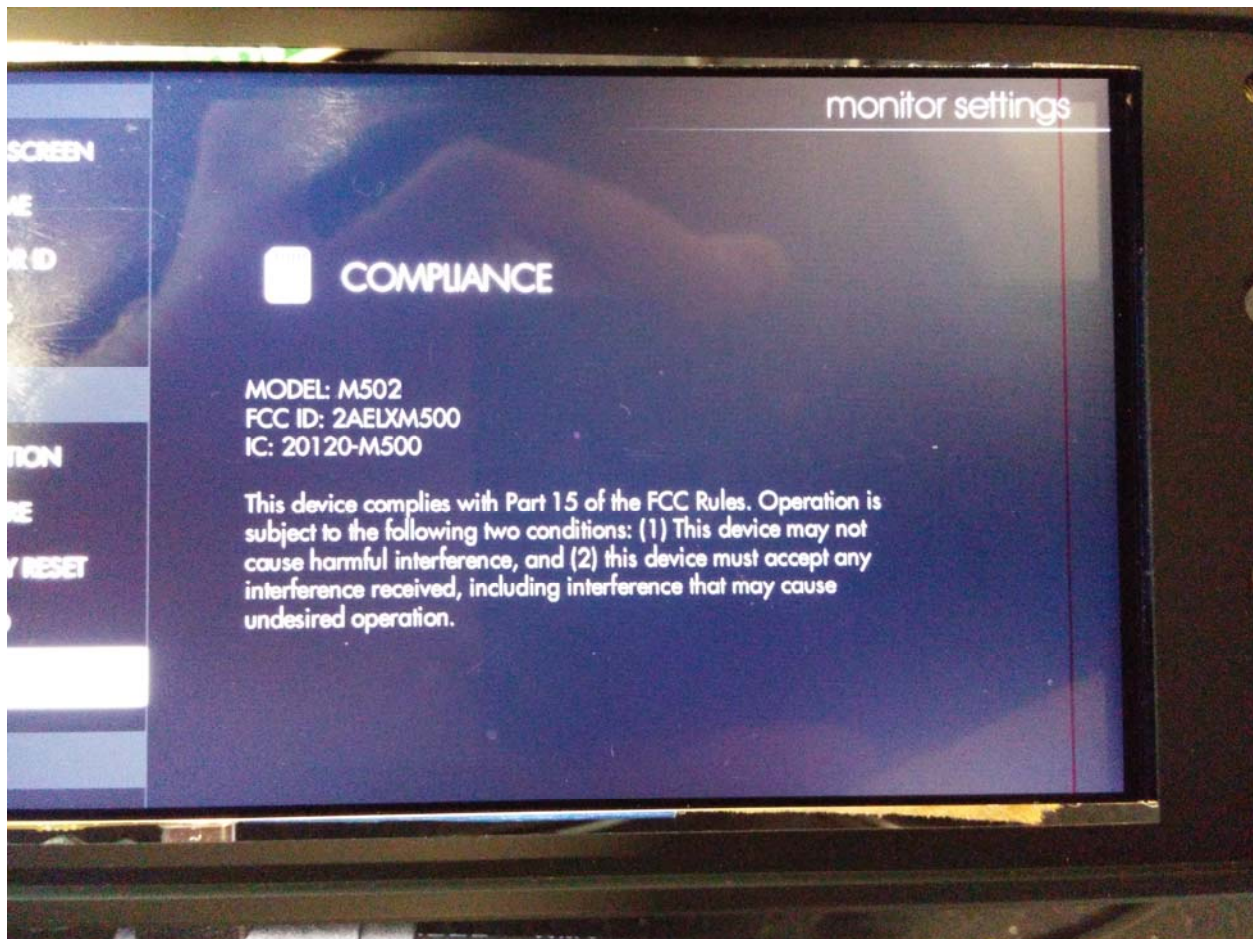 monitor settings
SCREEN
COMPLIANCE
MODEL: M502
FCC ID: 2AELXM500
IC: 20120-M500
This device complies with Part 15 of the FCC Rules. Operation is
subject to the following two conditions: (1) This device may not
cause harmful interference, and (2) this device must accept any
interference received, including interference that may cause
undesired operation.
ID
TION
RE
Y RESET